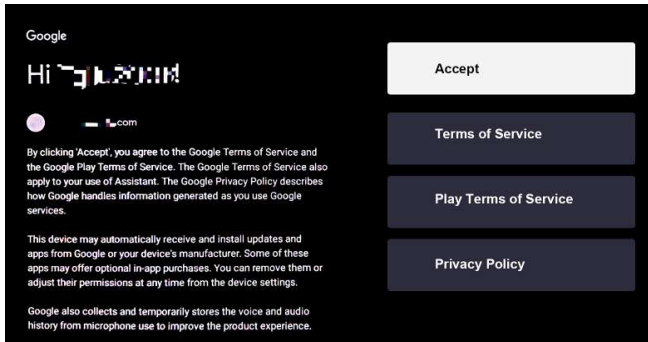 Google
Hi
com
By clicking 'Accept', you agree to the Google Terms of Service and
the Google Play Terms of Service. The Google Terms of Service also
apply to your use of Assistant. The Google Privacy Policy describes
how Google handles information generated as you use Google
services.
This device may automatically receive and install updates and
apps from Google or your device's manufacturer. Some of these
apps may offer optional in-app purchases. You can remove them or
adjust their permissions at any time from the device settings.
Google also collects and temporarily stores the voice and audio
history from microphone use to improve the product experience.
Accept
Terms of Service
Play Terms of Service
Privacy Policy